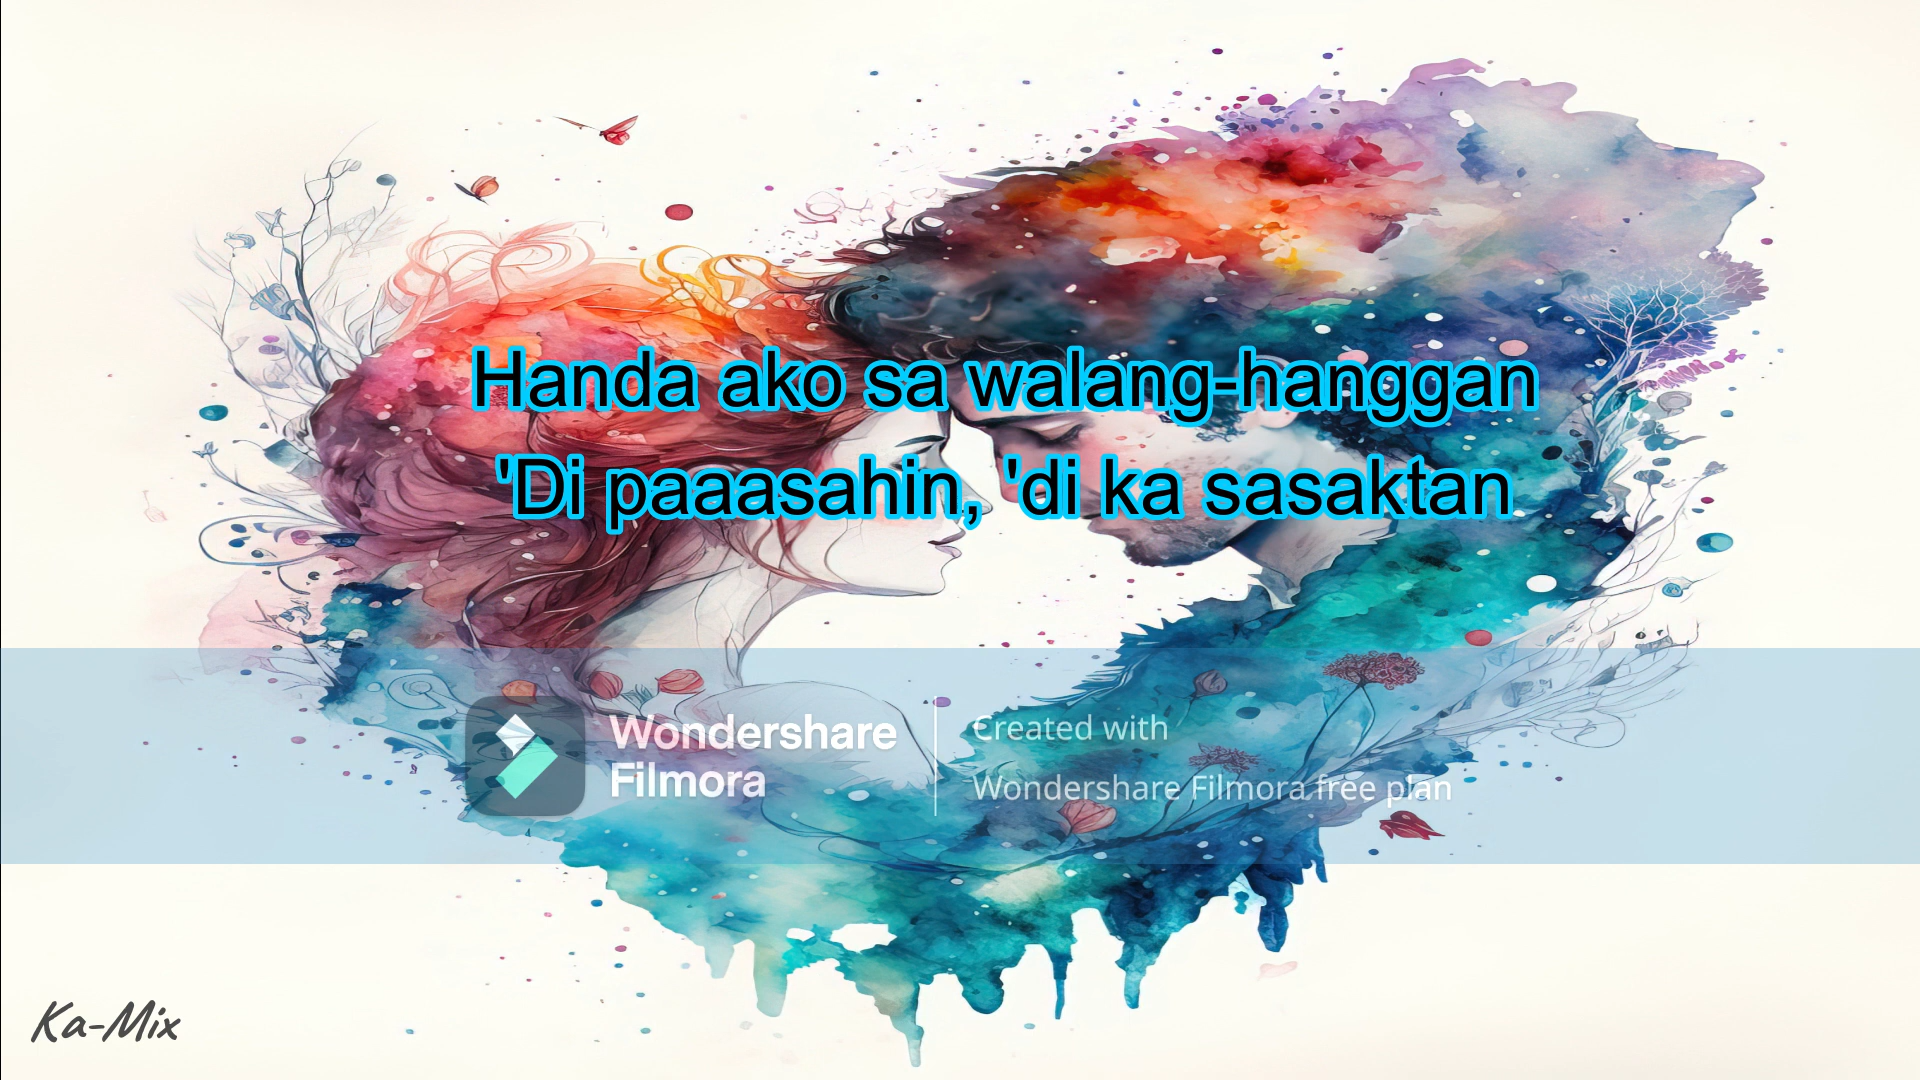 Handa ako sa walang-hanggan
'Di paaasahin, 'di ka sasaktan
Wondershare
Filmora
Created with
Wondershare Filmora free plan
Ka-Mix